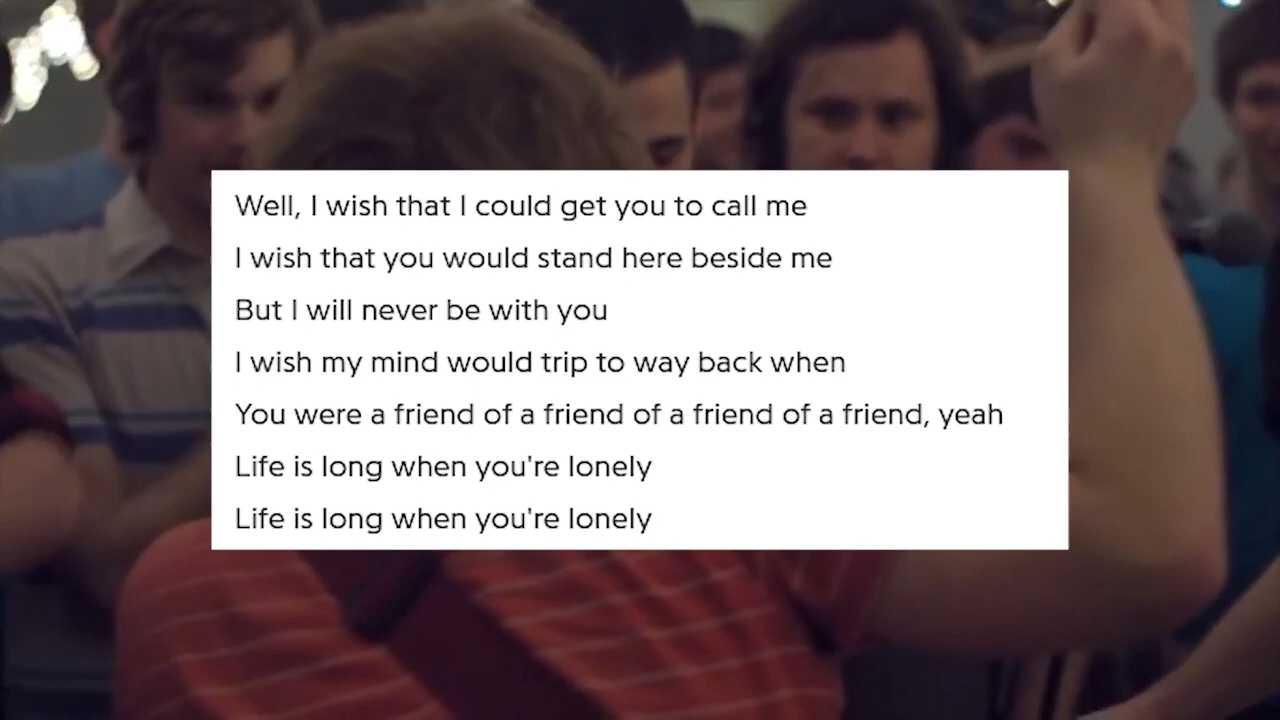 Well, I wish that I could get you to call me
I wish that you would stand here beside me
But I will never be with you
I wish my mind would trip to way back when
You were a friend of a friend of a friend of a friend, yeah
Life is long when you're lonely
Life is long when you're lonely